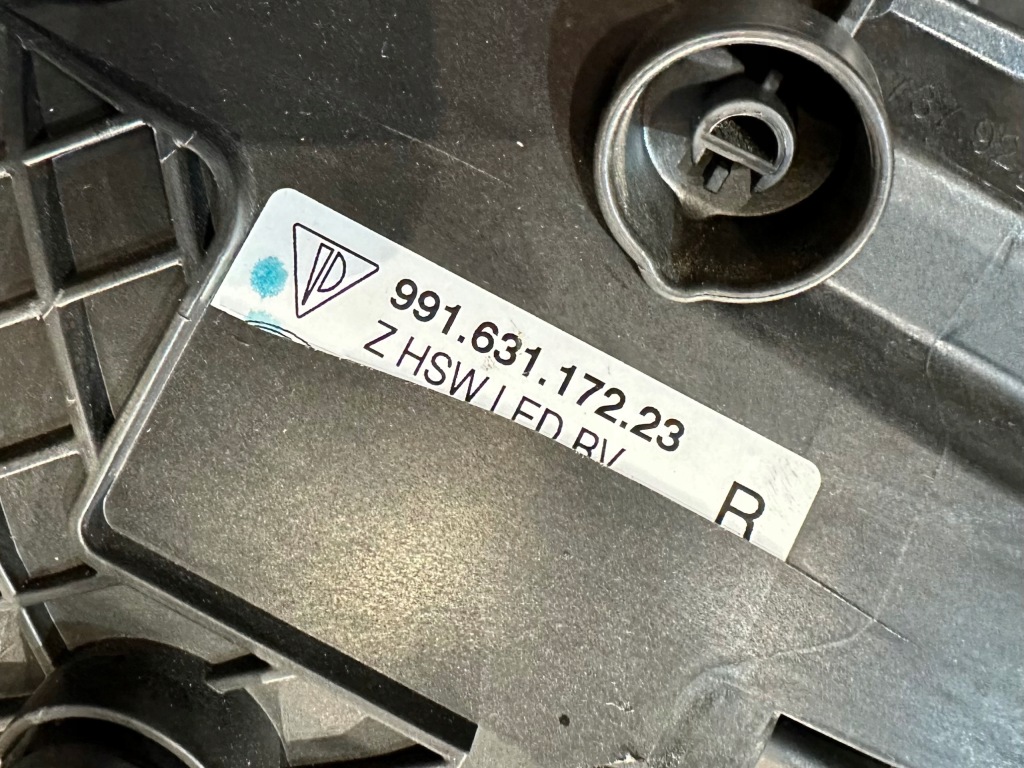 991.631.172.23
Z HSW LED BV
R